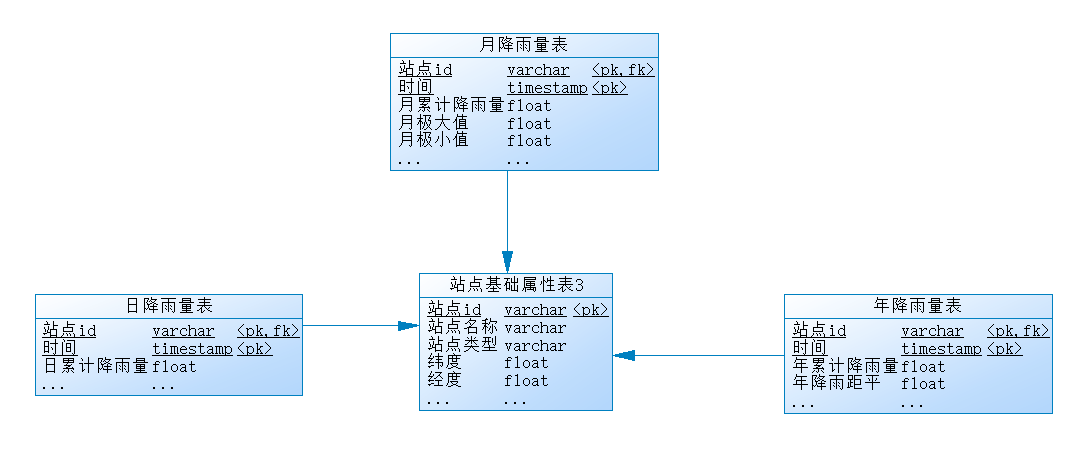 月降雨量表
站点id varchar <pk,fk>
时间 timestamp <pk>
月累计降雨量 float
月极大值 float
月极小值 float
... ...
站点基础属性表3
站点id varchar <pk>
站点名称 varchar
站点类型 varchar
纬度 float
经度 float
... ...
日降雨量表
站点id varchar <pk,fk>
时间 timestamp <pk>
日累计降雨量 float
... ...
年降雨量表
站点id varchar <pk,fk>
时间 timestamp <pk>
年累计降雨量 float
年降雨距平 float
... ...